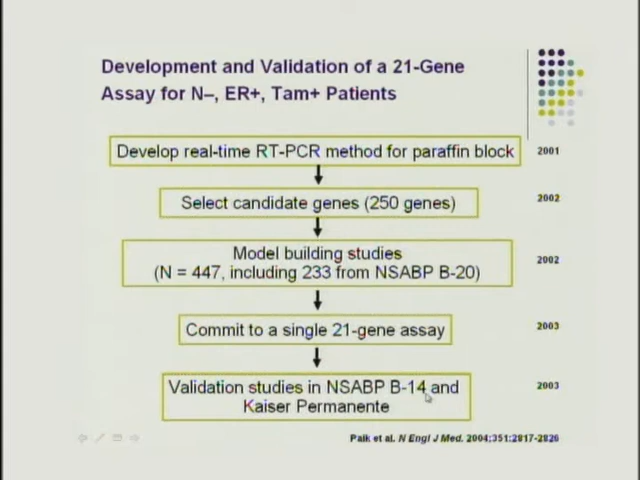 Development and Validation of a 21-Gene
Assay for N–, ER+, Tam+ Patients
Develop real-time RT-PCR method for paraffin block
2001
Select candidate genes (250 genes)
2002
Model building studies
(N = 447, including 233 from NSABP B-20)
2002
Commit to a single 21-gene assay
2003
Validation studies in NSABP B-14 and
Kaiser Permanente
2003
Paik et al. N Engl J Med. 2004;351:2817-2826